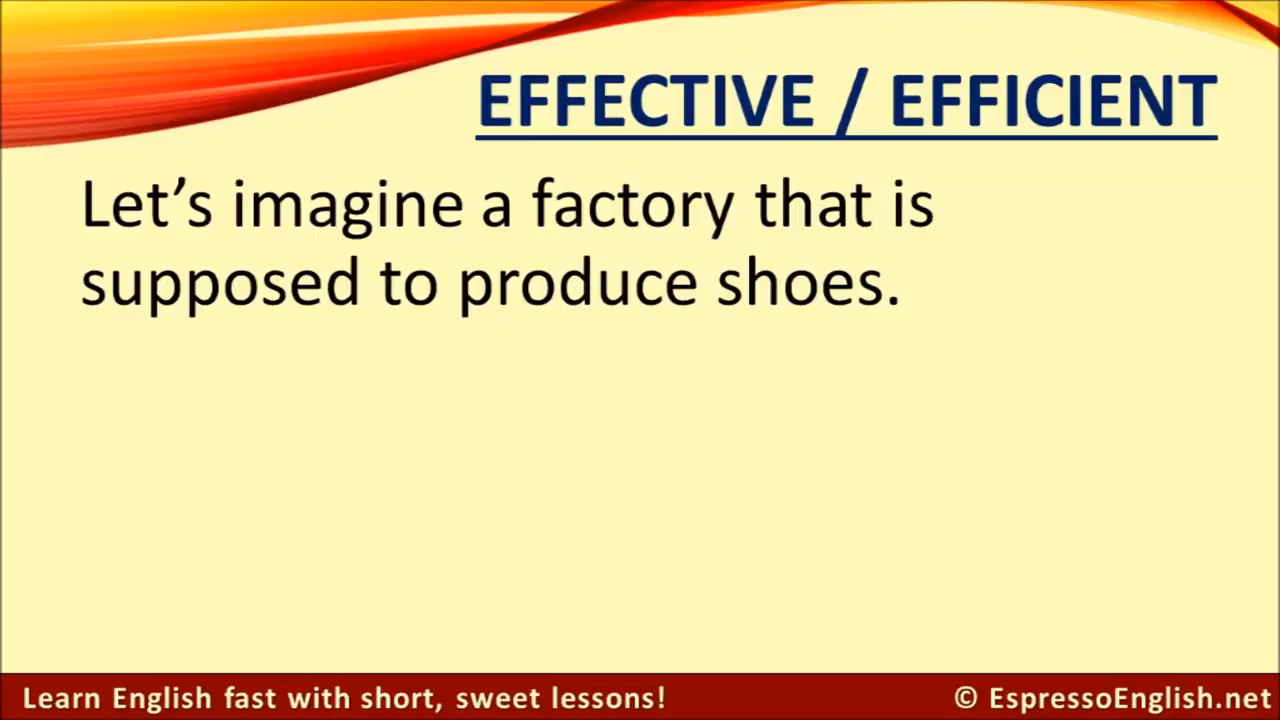 EFFECTIVE / EFFICIENT
Let’s imagine a factory that is
supposed to produce shoes.
Learn English fast with short, sweet lessons!
© EspressoEnglish.net